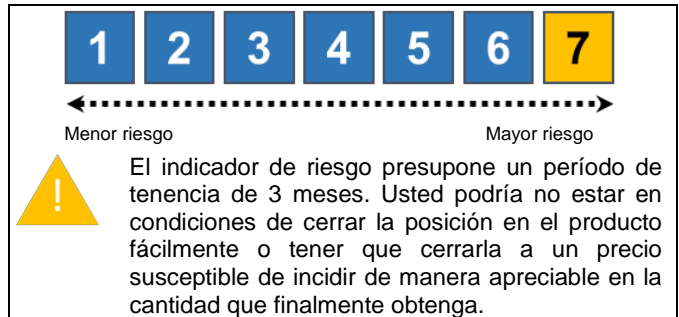 1 2 3 4 5 6 7
Menor riesgo Mayor riesgo
!
El indicador de riesgo presupone un período de
tenencia de 3 meses. Usted podría no estar en
condiciones de cerrar la posición en el producto
fácilmente o tener que cerrarla a un precio
susceptible de incidir de manera apreciable en la
cantidad que finalmente obtenga.